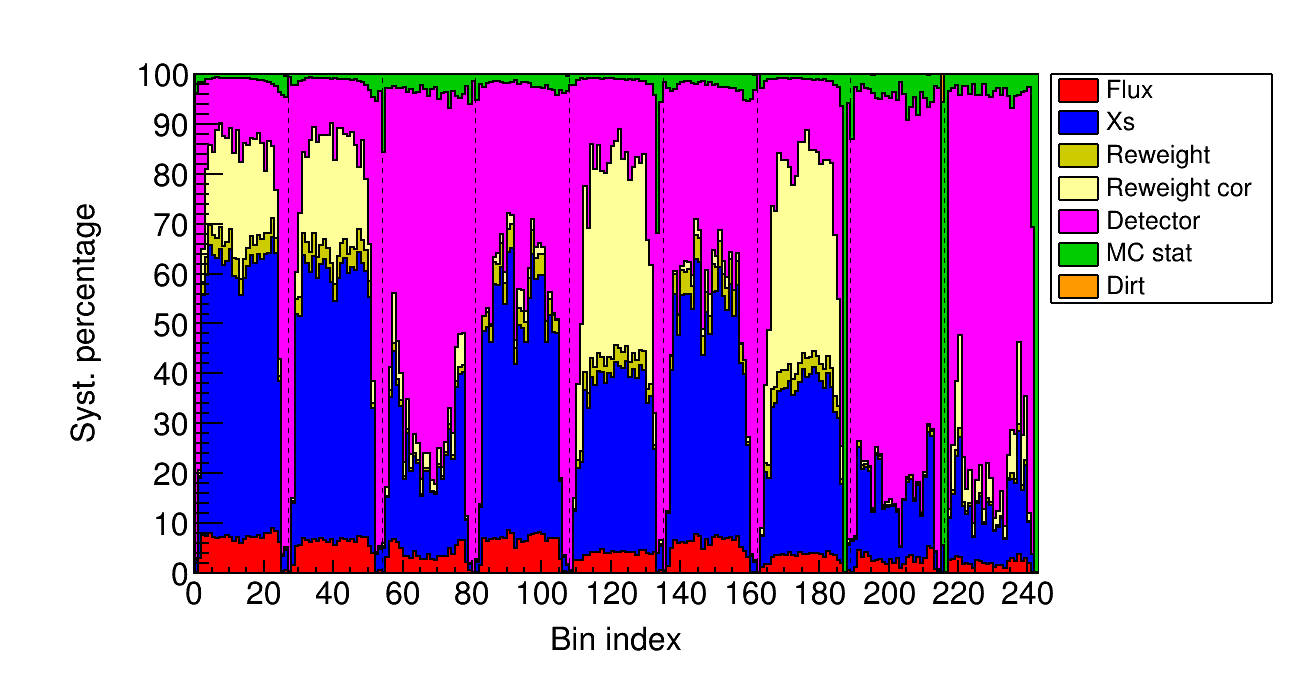 100
90
80
70
60
50
40
30
20
10
0
Syst. percentage
0 20 40 60 80 100 120 140 160 180 200 220 240
Bin index
Flux
Xs
Reweight
Reweight cor
Detector
MC stat
Dirt